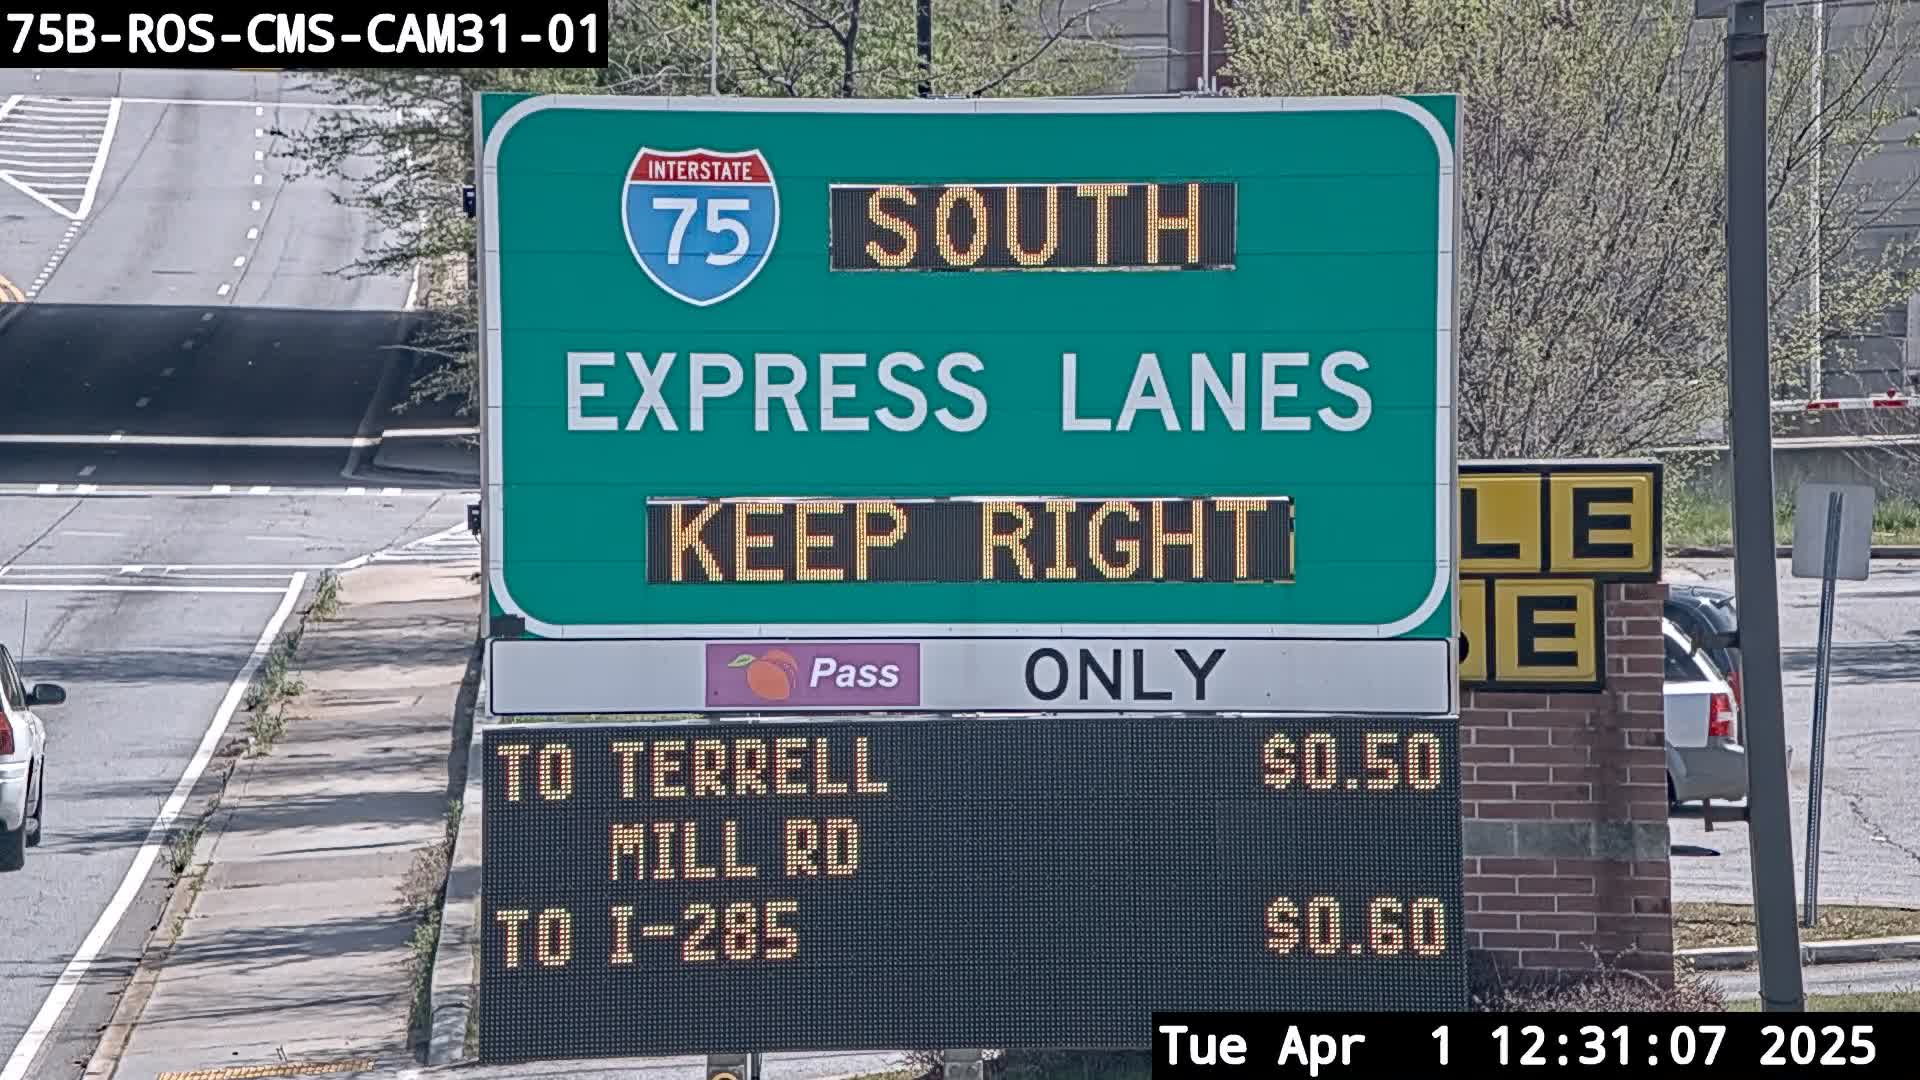 75B-ROS-CMS-CAM31-01
INTERSTATE
75
SOUTH
EXPRESS LANES
KEEP RIGHT
Pass ONLY
TO TERRELL $0.50
MILL RD
TO I-285 $0.60
LE
E
Tue Apr 1 12:31:07 2025